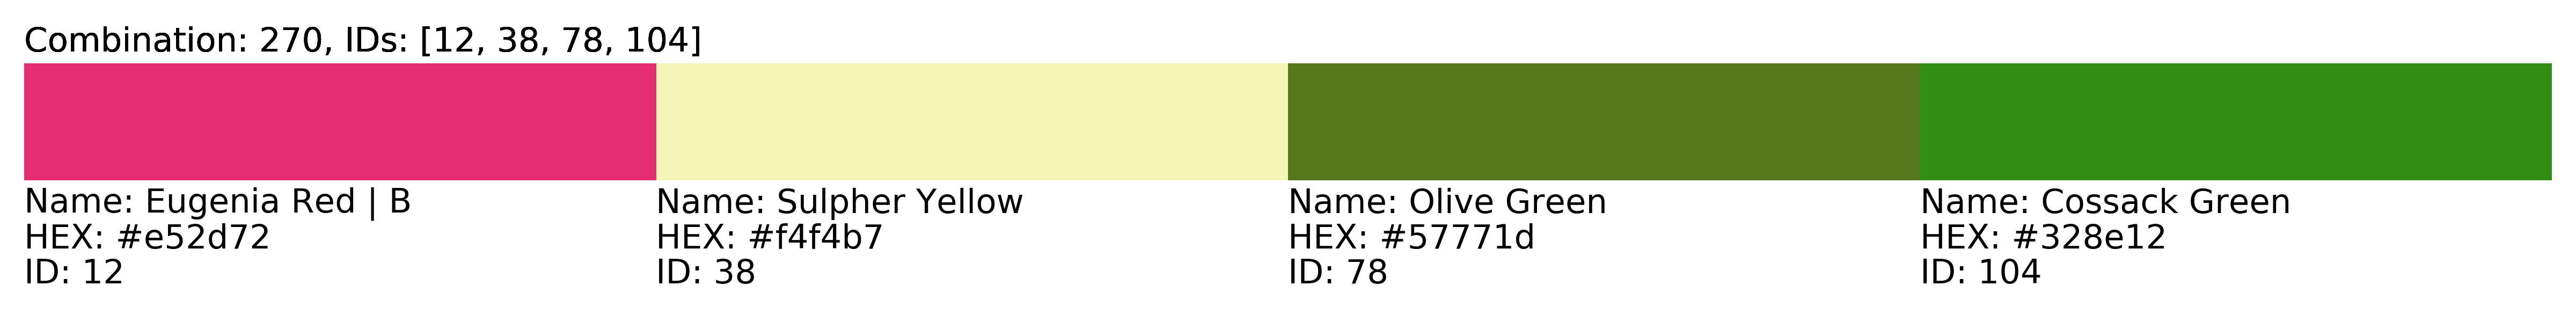 Combination: 270, IDs: [12, 38, 78, 104]
Name: Eugenia Red | B
HEX: #e52d72
ID: 12
Name: Sulpher Yellow
HEX: #f4f4b7
ID: 38
Name: Olive Green
HEX: #57771d
ID: 78
Name: Cossack Green
HEX: #328e12
ID: 104